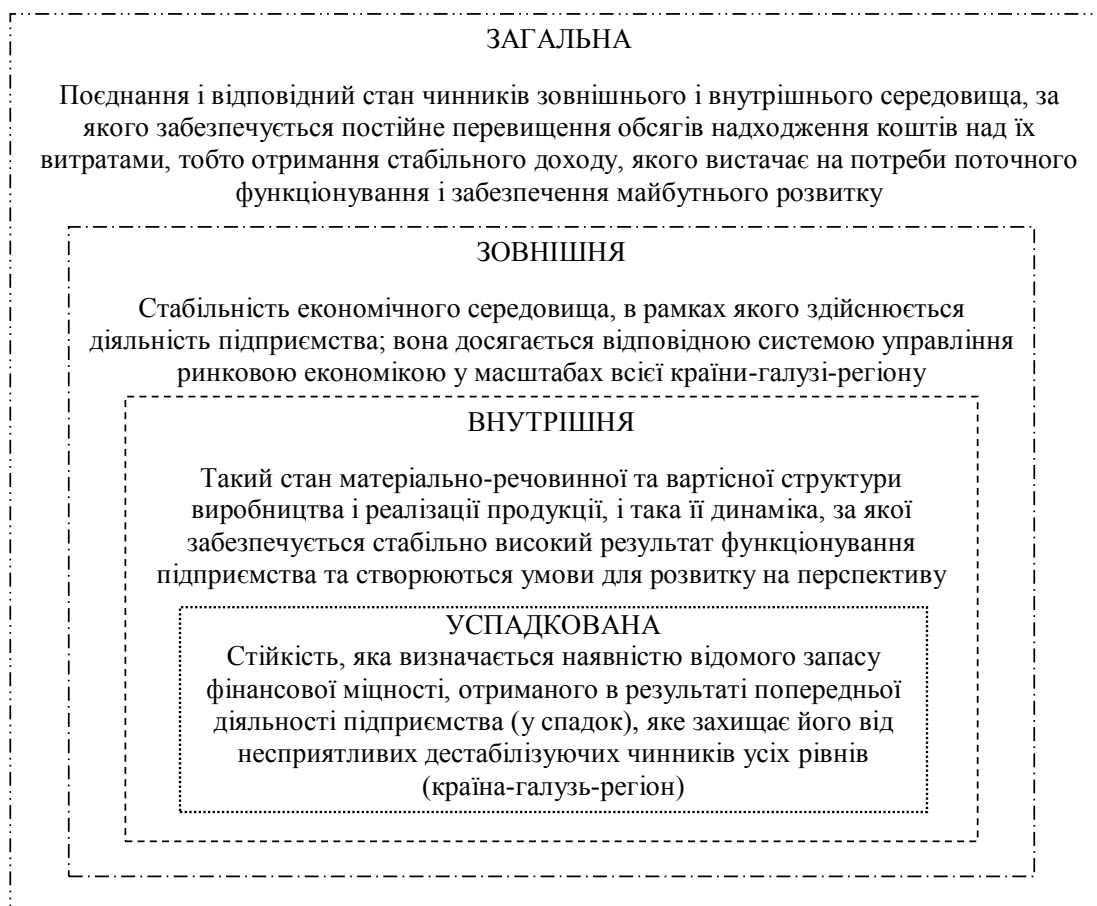 ЗАГАЛЬНА
Поєднання і відповідний стан чинників зовнішнього і внутрішнього середовища, за
якого забезпечується постійне перевищення обсягів надходження коштів над їх
витратами, тобто отримання стабільного доходу, якого вистачає на потреби поточного
функціонування і забезпечення майбутнього розвитку
ЗОВНІШНЯ
Стабільність економічного середовища, в рамках якого здійснюється
діяльність підприємства; вона досягається відповідною системою управління
ринковою економікою у масштабах всієї країни-галузі-регіону
ВНУТРІШНЯ
Такий стан матеріально-речовинної та вартісної структури
виробництва і реалізації продукції, і така її динаміка, за якої
забезпечується стабільно високий результат функціонування
підприємства та створюються умови для розвитку на перспективу
УСПАДКОВАНА
Стійкість, яка визначається наявністю відомого запасу
фінансової міцності, отриманого в результаті попередньої
діяльності підприємства (у спадок), яке захищає його від
несприятливих дестабілізуючих чинників усіх рівнів
(країна-галузь-регіон)